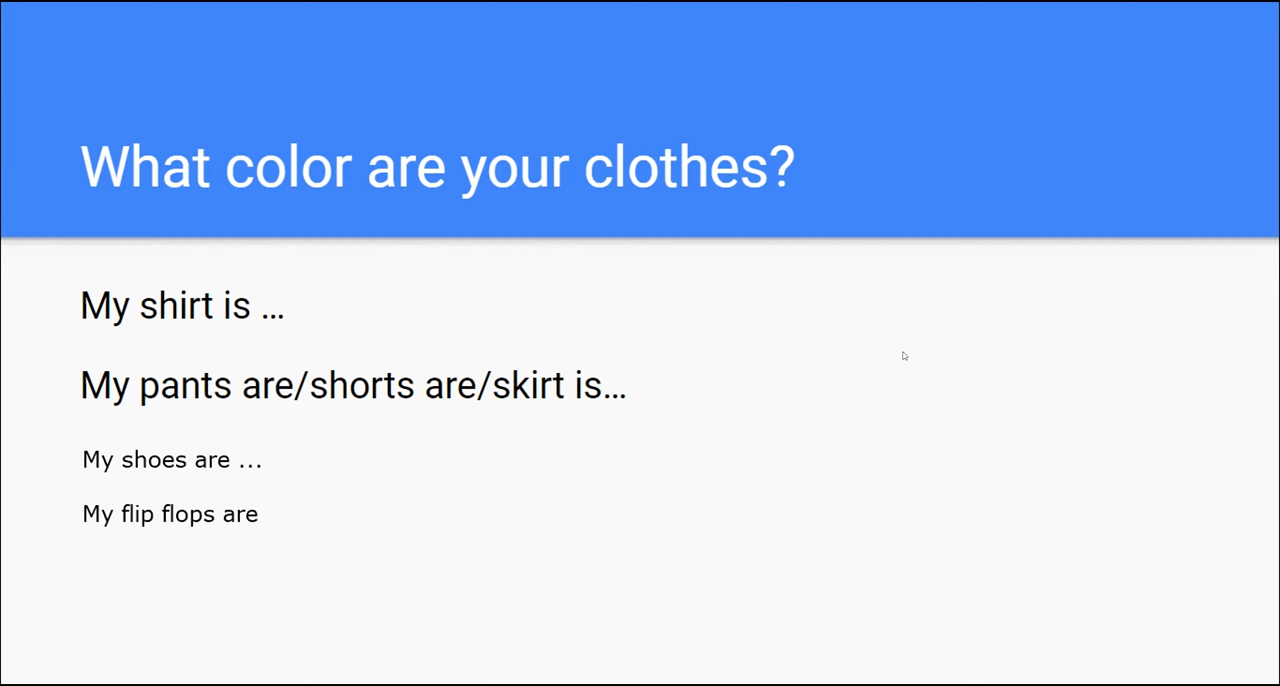 What color are your clothes?
My shirt is ...
My pants are/shorts are/skirt is...
My shoes are ...
My flip flops are